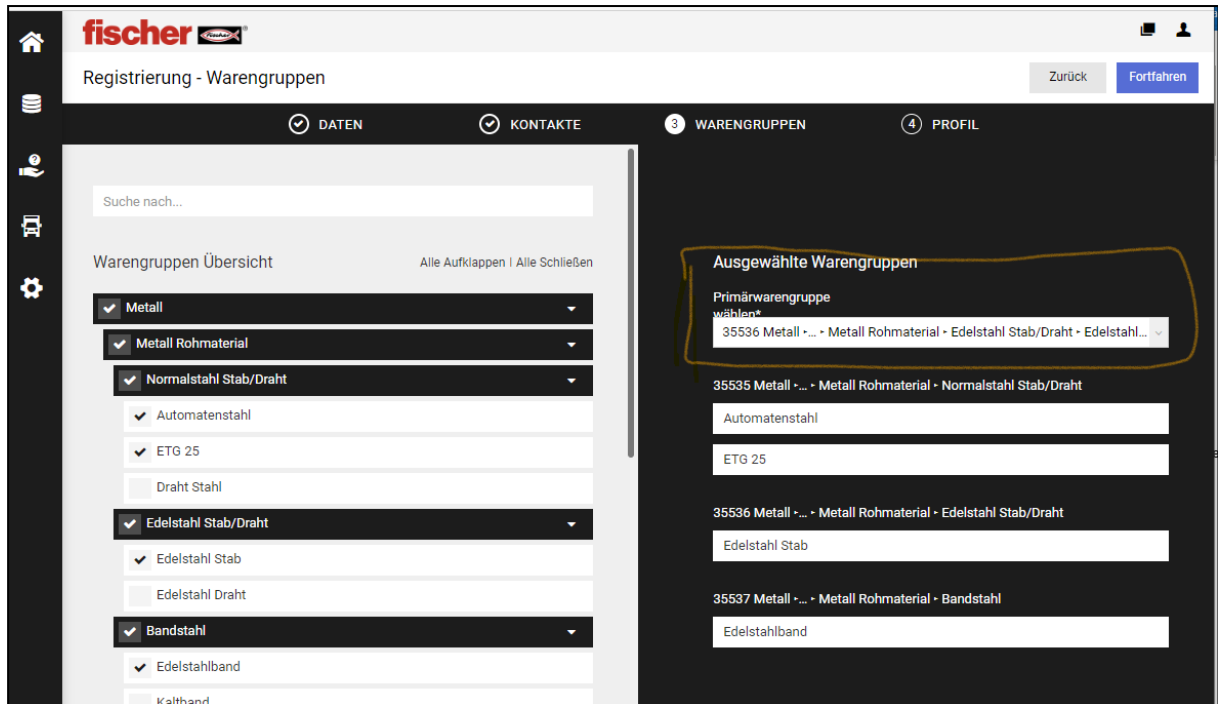 fischer
Registrierung - Warengruppen
Zurück
Fortfahren
DATEN
KONTAKTE
3 WARENGRUPPEN
4 PROFIL
Suche nach...
Warengruppen Übersicht
Alle Aufklappen | Alle Schließen
Metall
Metall Rohmaterial
Normalstahl Stab/Draht
Automatenstahl
ETG 25
Draht Stahl
Edelstahl Stab/Draht
Edelstahl Stab
Edelstahl Draht
Bandstahl
Edelstahlband
Kaltband
Ausgewählte Warengruppen
Primärwarengruppe
wählen*
35536 Metall ‣... ‣ Metall Rohmaterial ‣ Edelstahl Stab/Draht ‣ Edelstahl...
35535 Metall ‣... ‣ Metall Rohmaterial ‣ Normalstahl Stab/Draht
Automatenstahl
ETG 25
35536 Metall ‣... ‣ Metall Rohmaterial ‣ Edelstahl Stab/Draht
Edelstahl Stab
35537 Metall ‣... ‣ Metall Rohmaterial ‣ Bandstahl
Edelstahlband